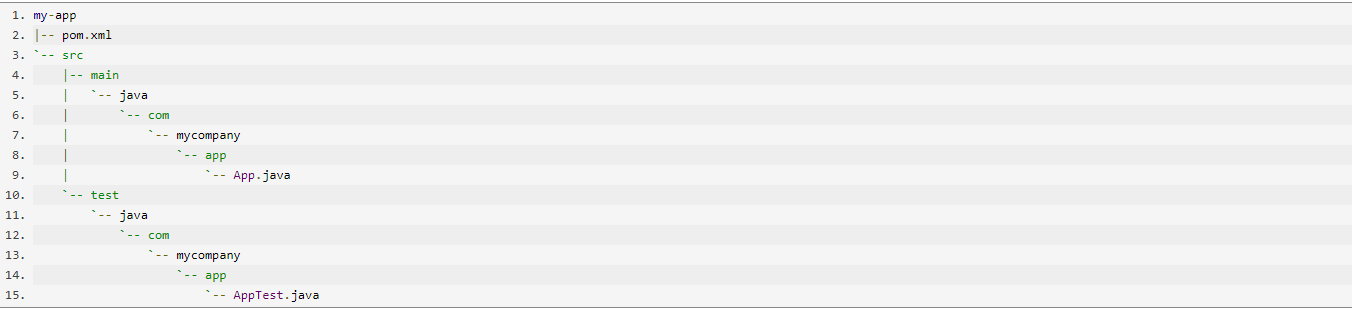 1. my-app
2. |-- pom.xml
3. `-- src
4.     |-- main
5.     |   `-- java
6.     |       `-- com
7.     |           `-- mycompany
8.     |               `-- app
9.     |                   `-- App.java
10.     `-- test
11.         `-- java
12.             `-- com
13.                 `-- mycompany
14.                     `-- app
15.                         `-- AppTest.java